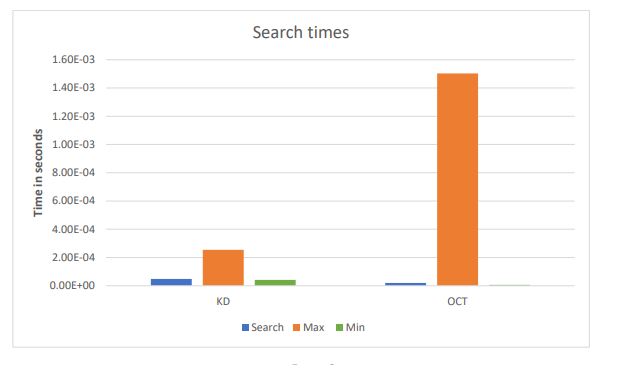 Search times
1.60E-03
1.40E-03
1.20E-03
1.00E-03
8.00E-04
6.00E-04
4.00E-04
2.00E-04
0.00E+00
Time in seconds
KD OCT
Search Max Min